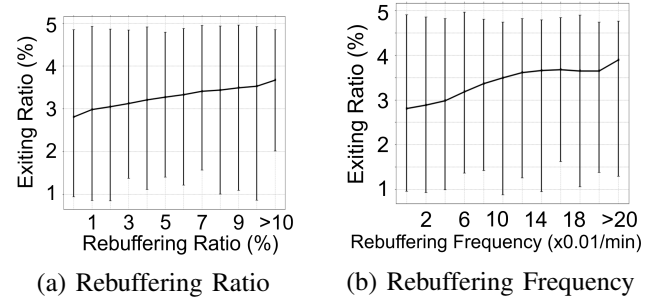 Exiting Ratio (%)
5
4
3
2
1
1 3 5 7 9 >10
Rebuffering Ratio (%)
(a) Rebuffering Ratio
Exiting Ratio (%)
5
4
3
2
1
2 6 10 14 18 >20
Rebuffering Frequency (x0.01/min)
(b) Rebuffering Frequency